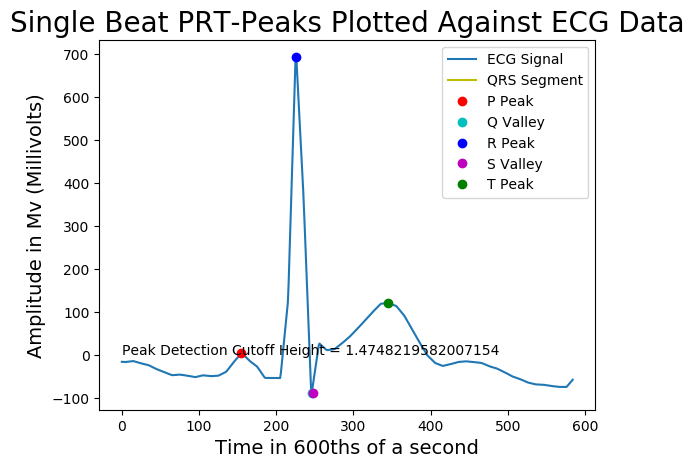 Single Beat PRT-Peaks Plotted Against ECG Data
700
600
500
400
300
200
100
0
−100
Amplitude in Mv (Millivolts)
ECG Signal
QRS Segment
P Peak
Q Valley
R Peak
S Valley
T Peak
Peak Detection Cutoff Height = 1.4748219582007154
0 100 200 300 400 500 600
Time in 600ths of a second